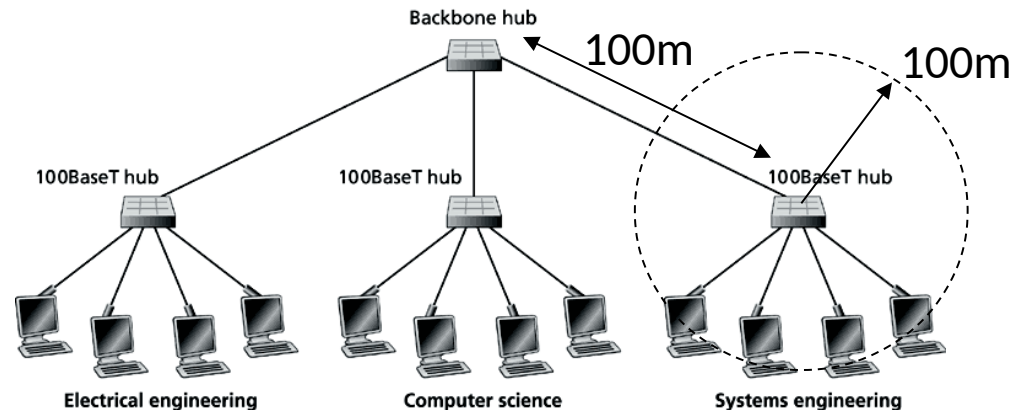 Backbone hub
100m
100m
100BaseT hub
100BaseT hub
100BaseT hub
Electrical engineering
Computer science
Systems engineering